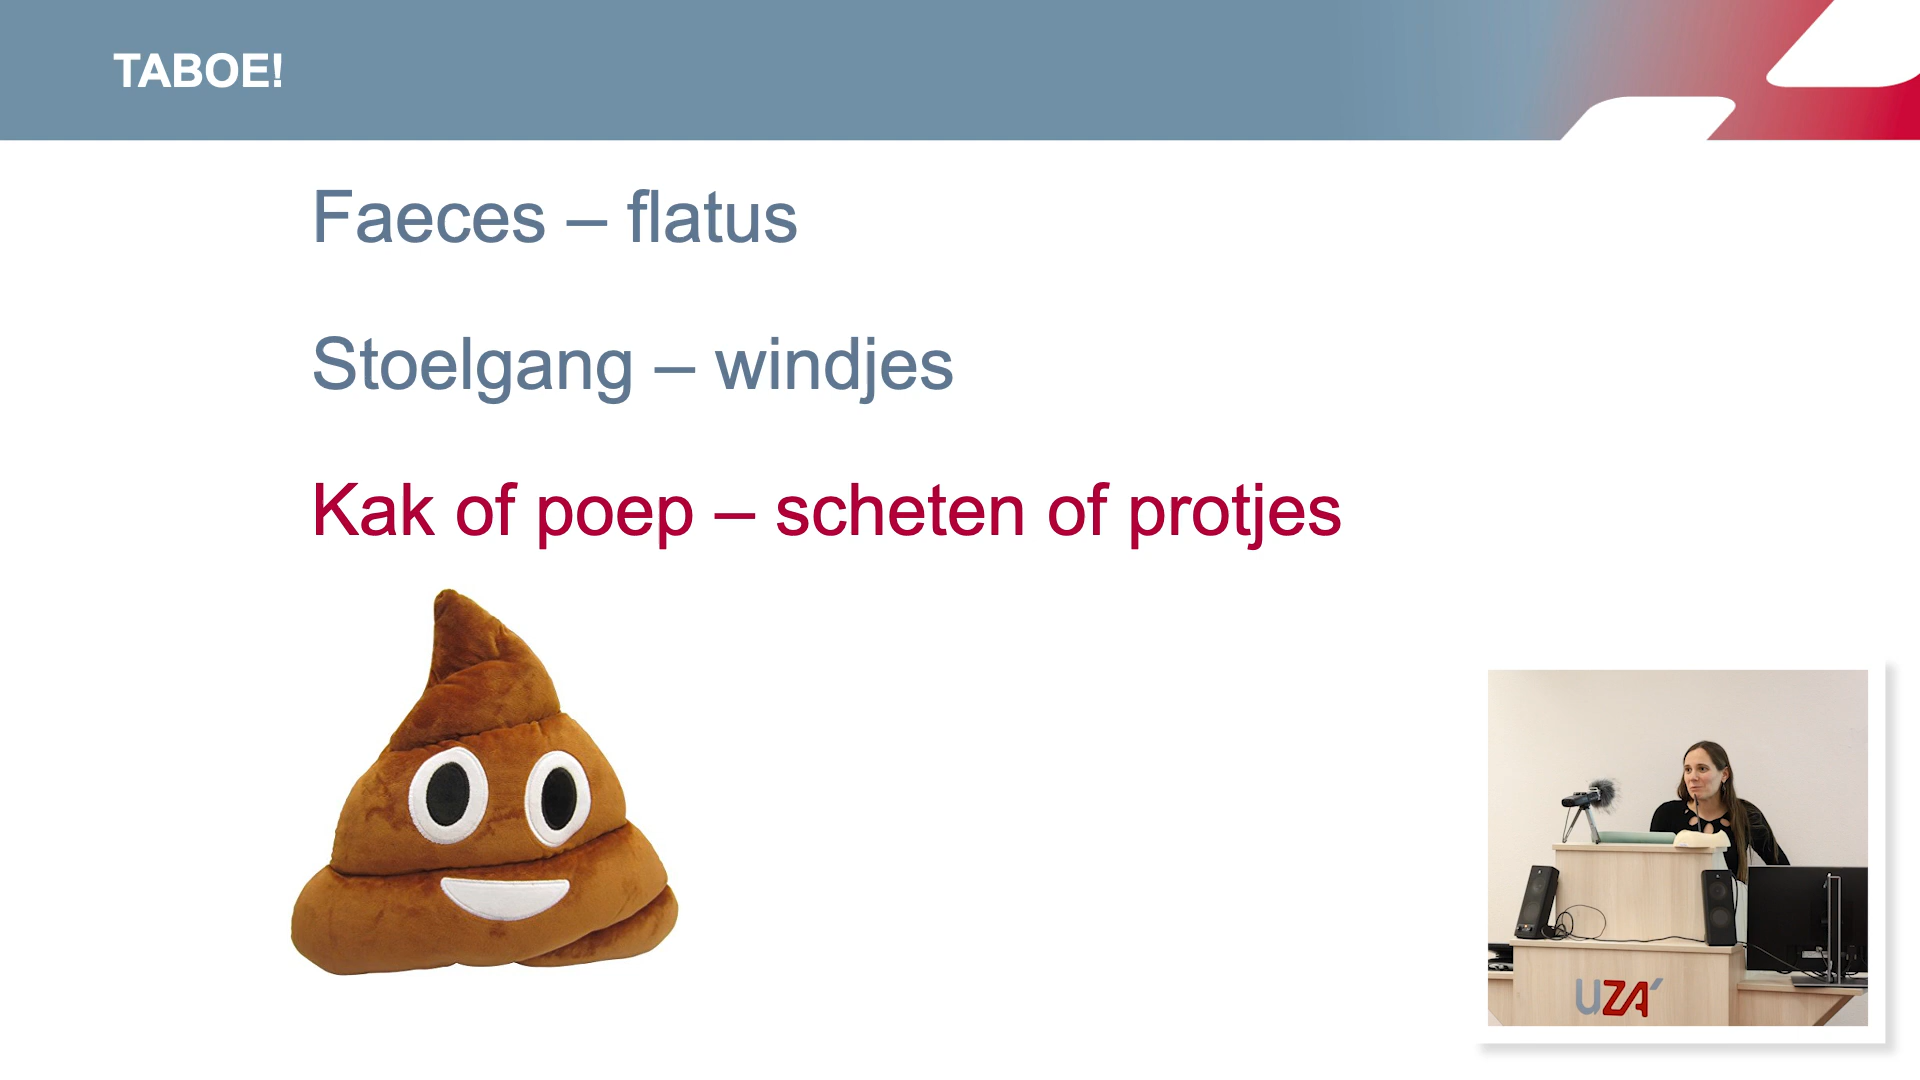 TABOE!
Faeces – flatus
Stoelgang – windjes
Kak of poep – scheten of protjes
UZA'